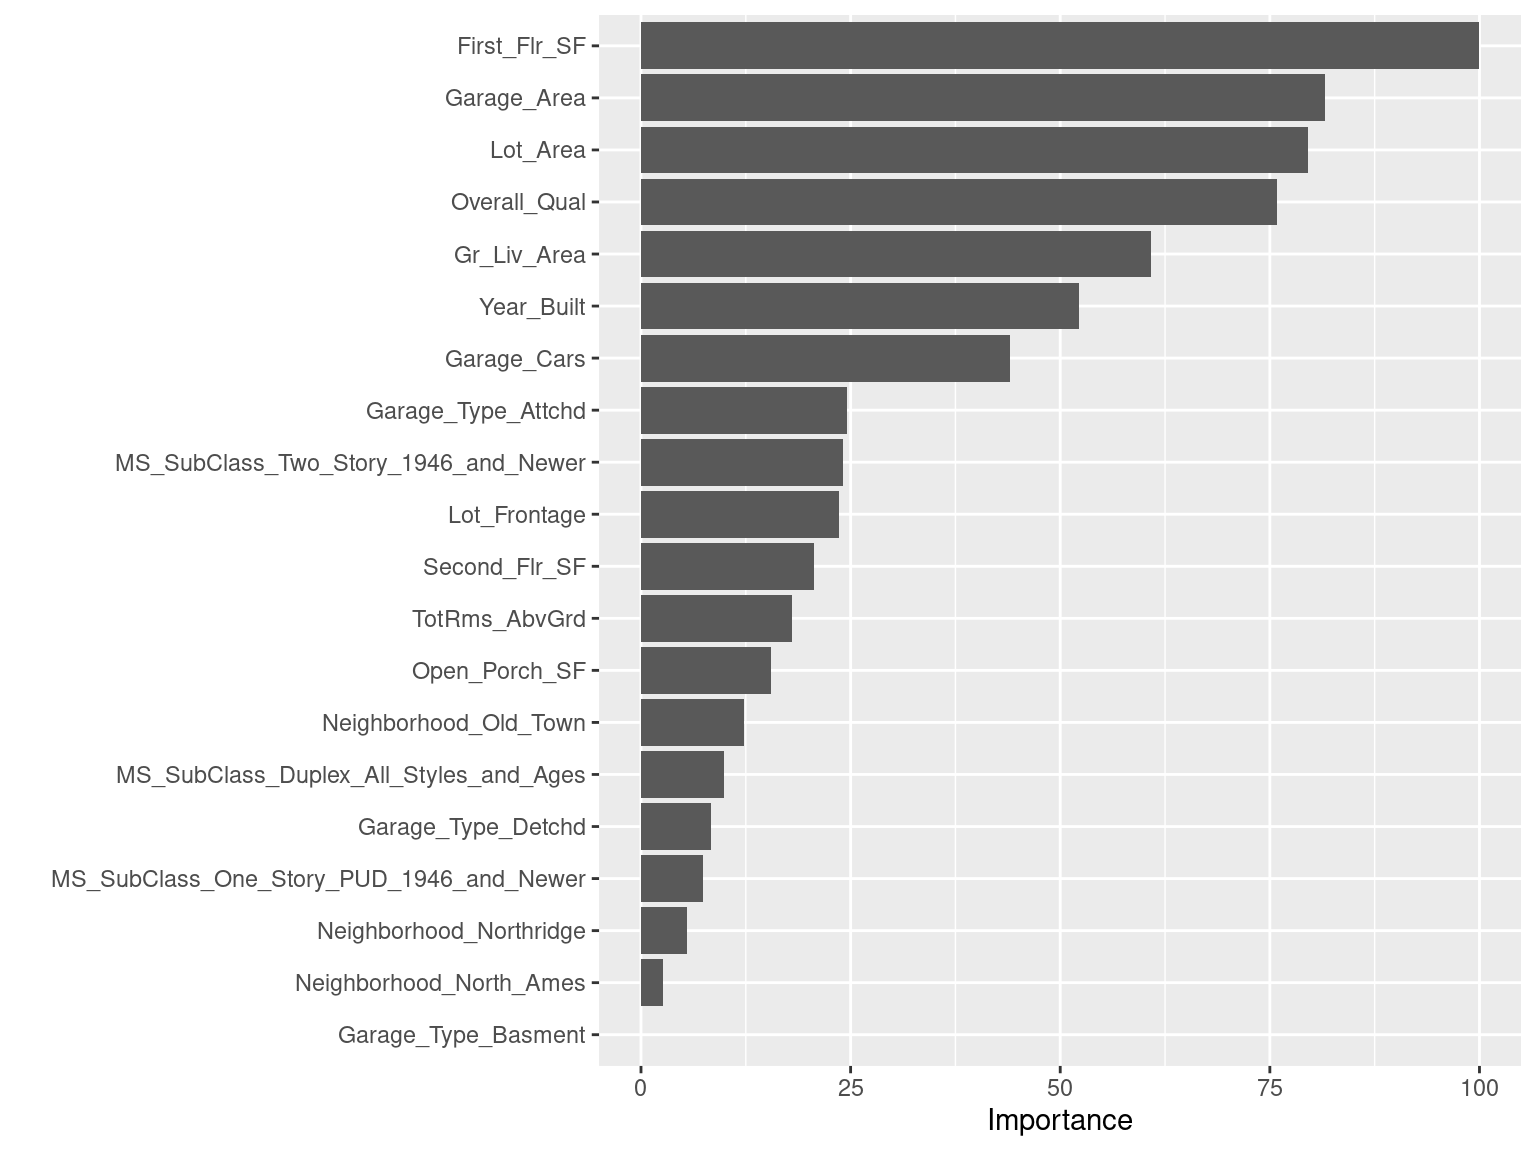 First_Flr_SF
Garage_Area
Lot_Area
Overall_Qual
Gr_Liv_Area
Year_Built
Garage_Cars
Garage_Type_Attchd
MS_SubClass_Two_Story_1946_and_Newer
Lot_Frontage
Second_Flr_SF
TotRms_AbvGrd
Open_Porch_SF
Neighborhood_Old_Town
MS_SubClass_Duplex_All_Styles_and_Ages
Garage_Type_Detchd
MS_SubClass_One_Story_PUD_1946_and_Newer
Neighborhood_Northridge
Neighborhood_North_Ames
Garage_Type_Basment
0 25 50 75 100
Importance